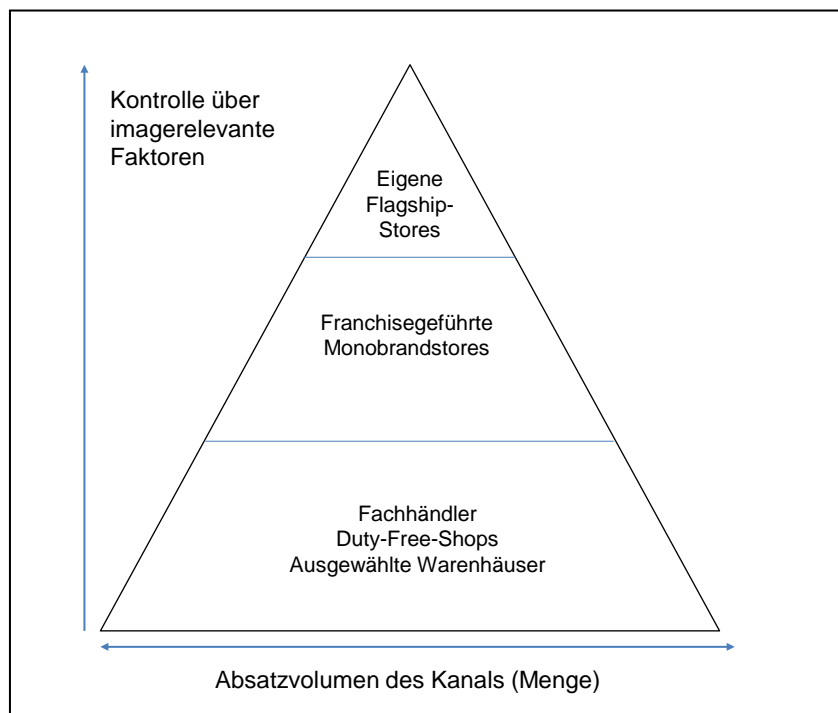 Kontrolle über
imagerelevante
Faktoren
Eigene
Flagship-
Stores
Franchisegeführte
Monobrandstores
Fachhändler
Duty-Free-Shops
Ausgewählte Warenhäuser
Absatzvolumen des Kanals (Menge)